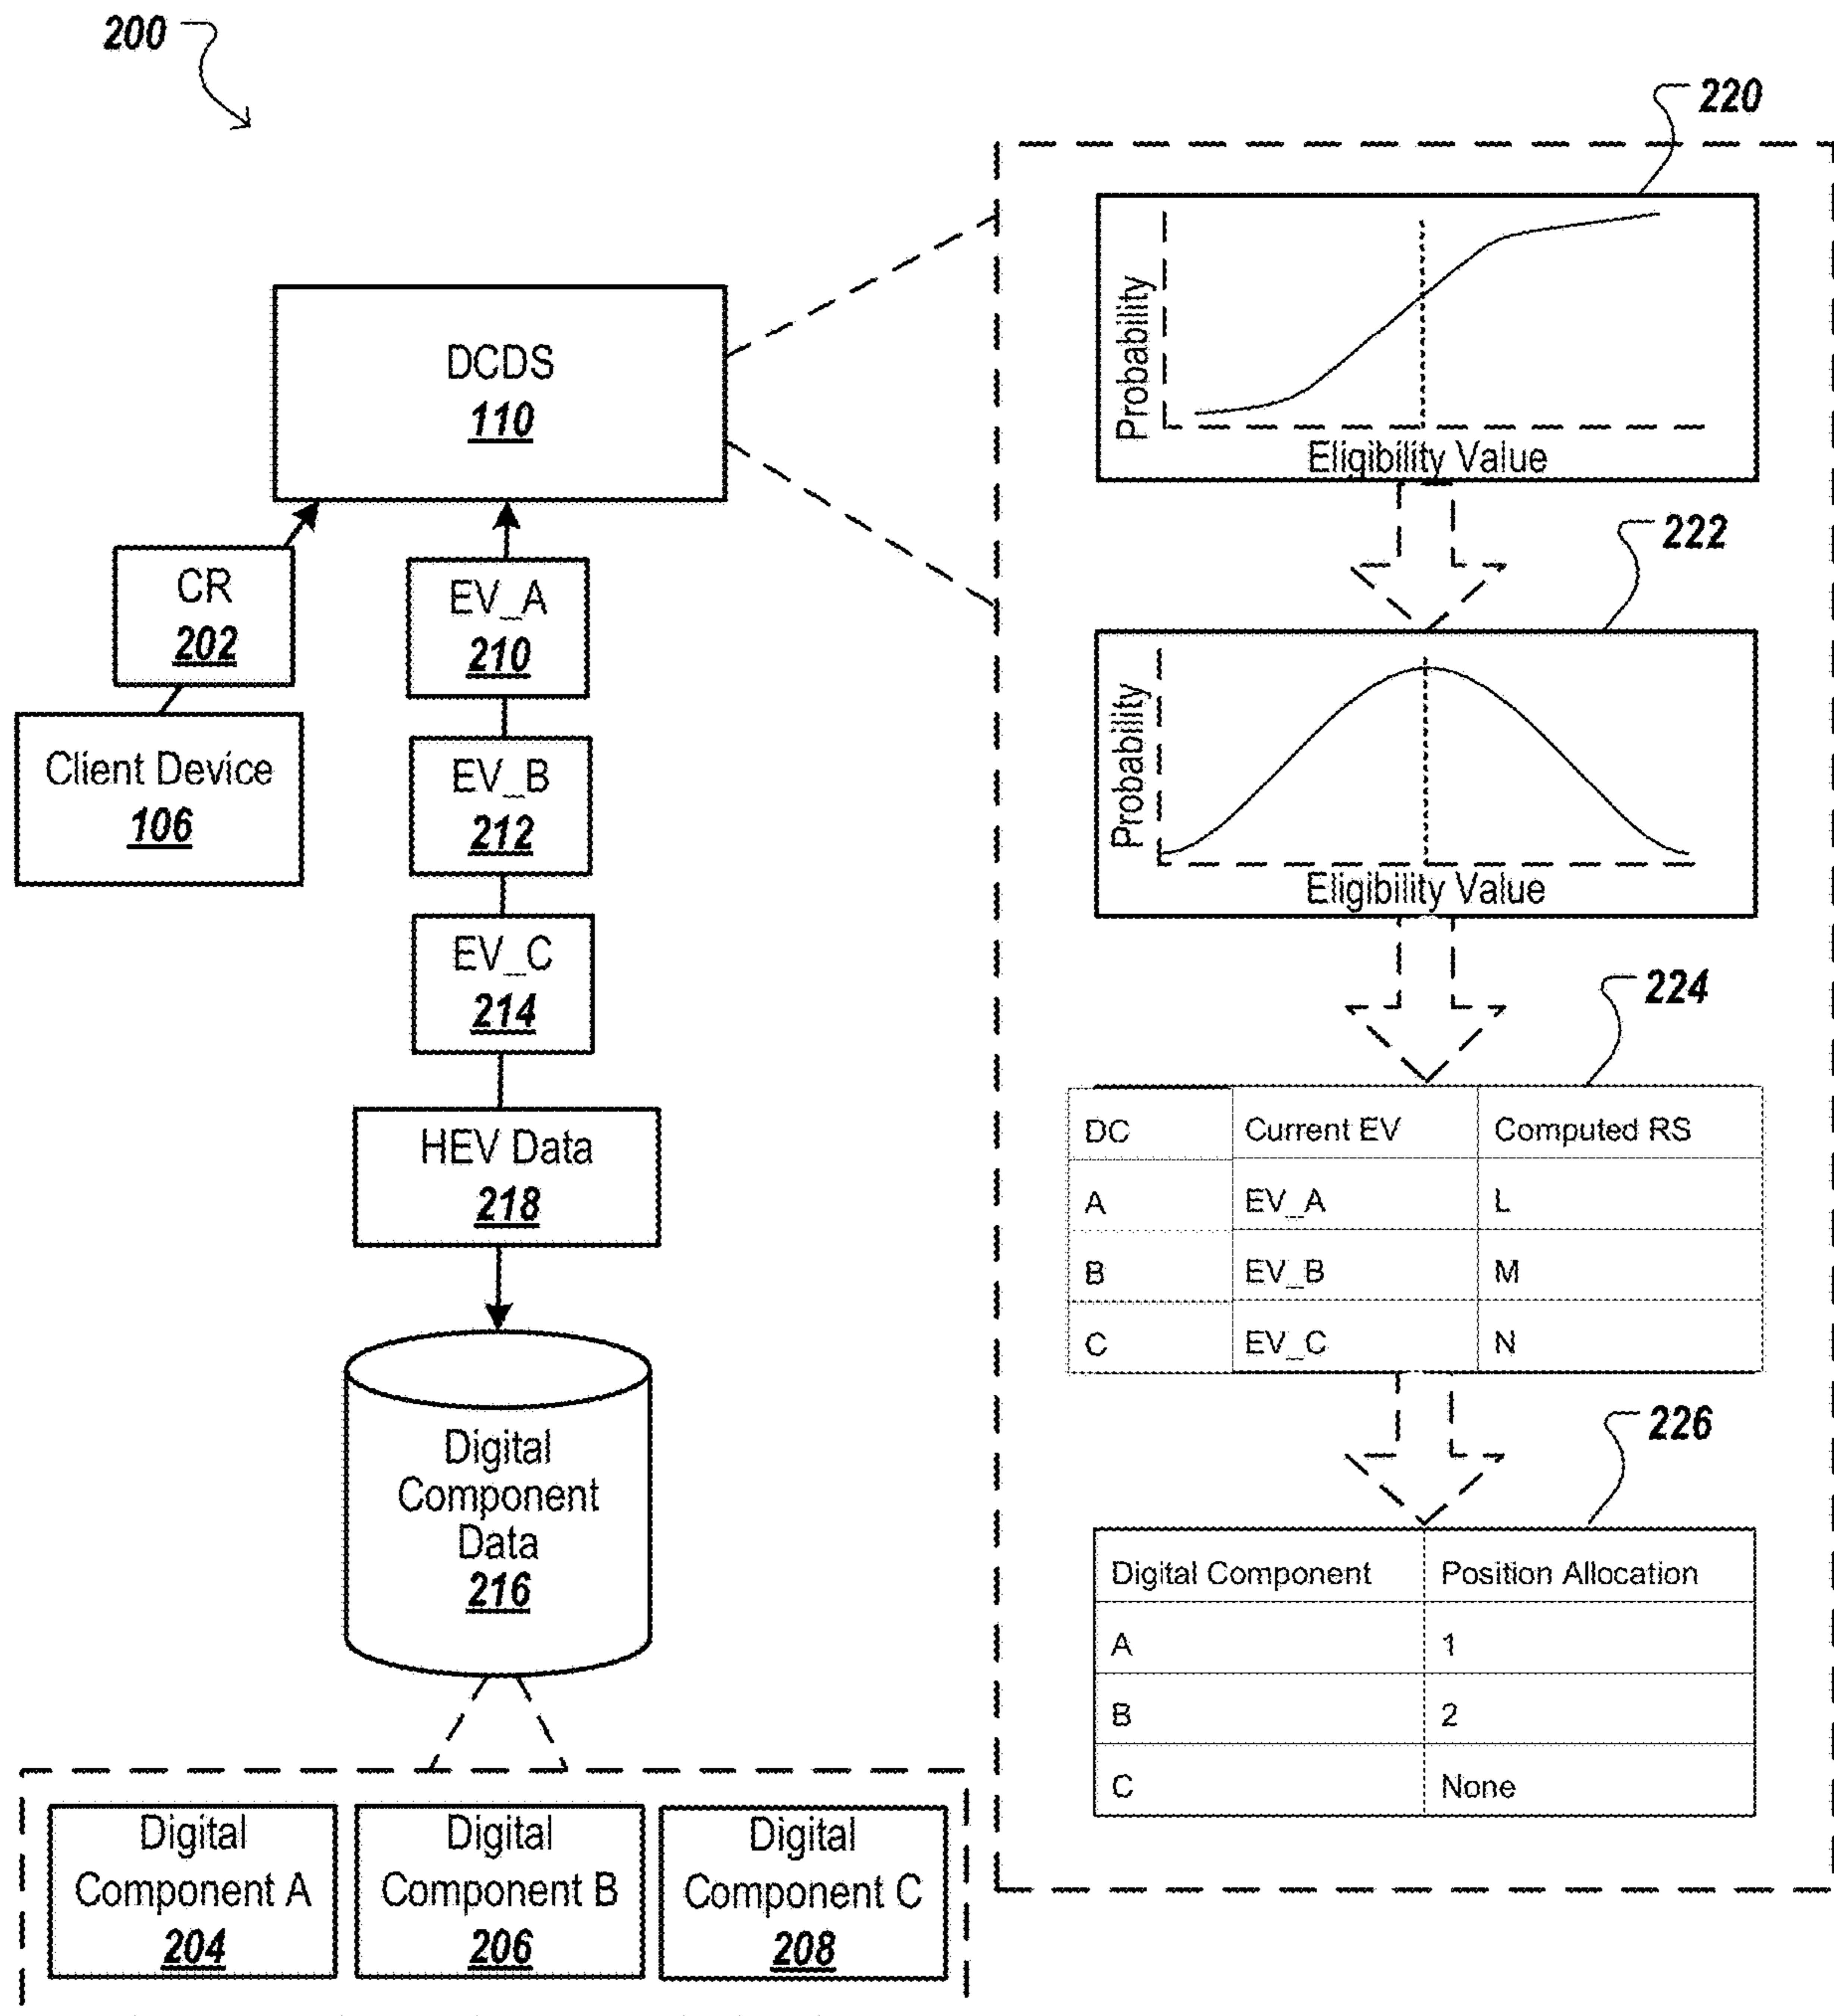 200
DCDS
110
CR
202
Client Device
106
EV_A
210
EV_B
212
EV_C
214
HEV Data
218
Digital
Component
Data
216
Digital
Component A
204
Digital
Component B
206
Digital
Component C
208
220
Probability
Eligibility Value
222
Probability
Eligibility Value
224
DC Current EV Computed RS
A EV_A L
B EV_B M
C EV_C N
226
Digital Component Position Allocation
A 1
B 2
C None